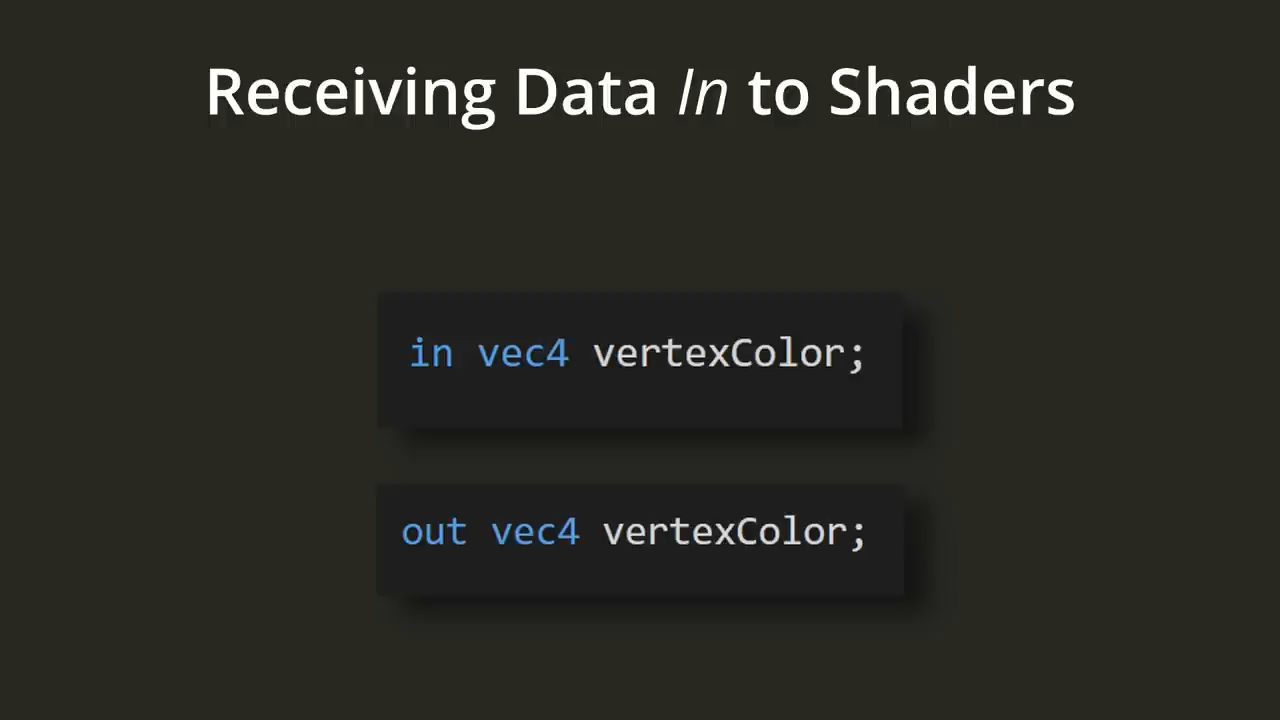 Receiving Data In to Shaders
in vec4 vertexColor;
out vec4 vertexColor;